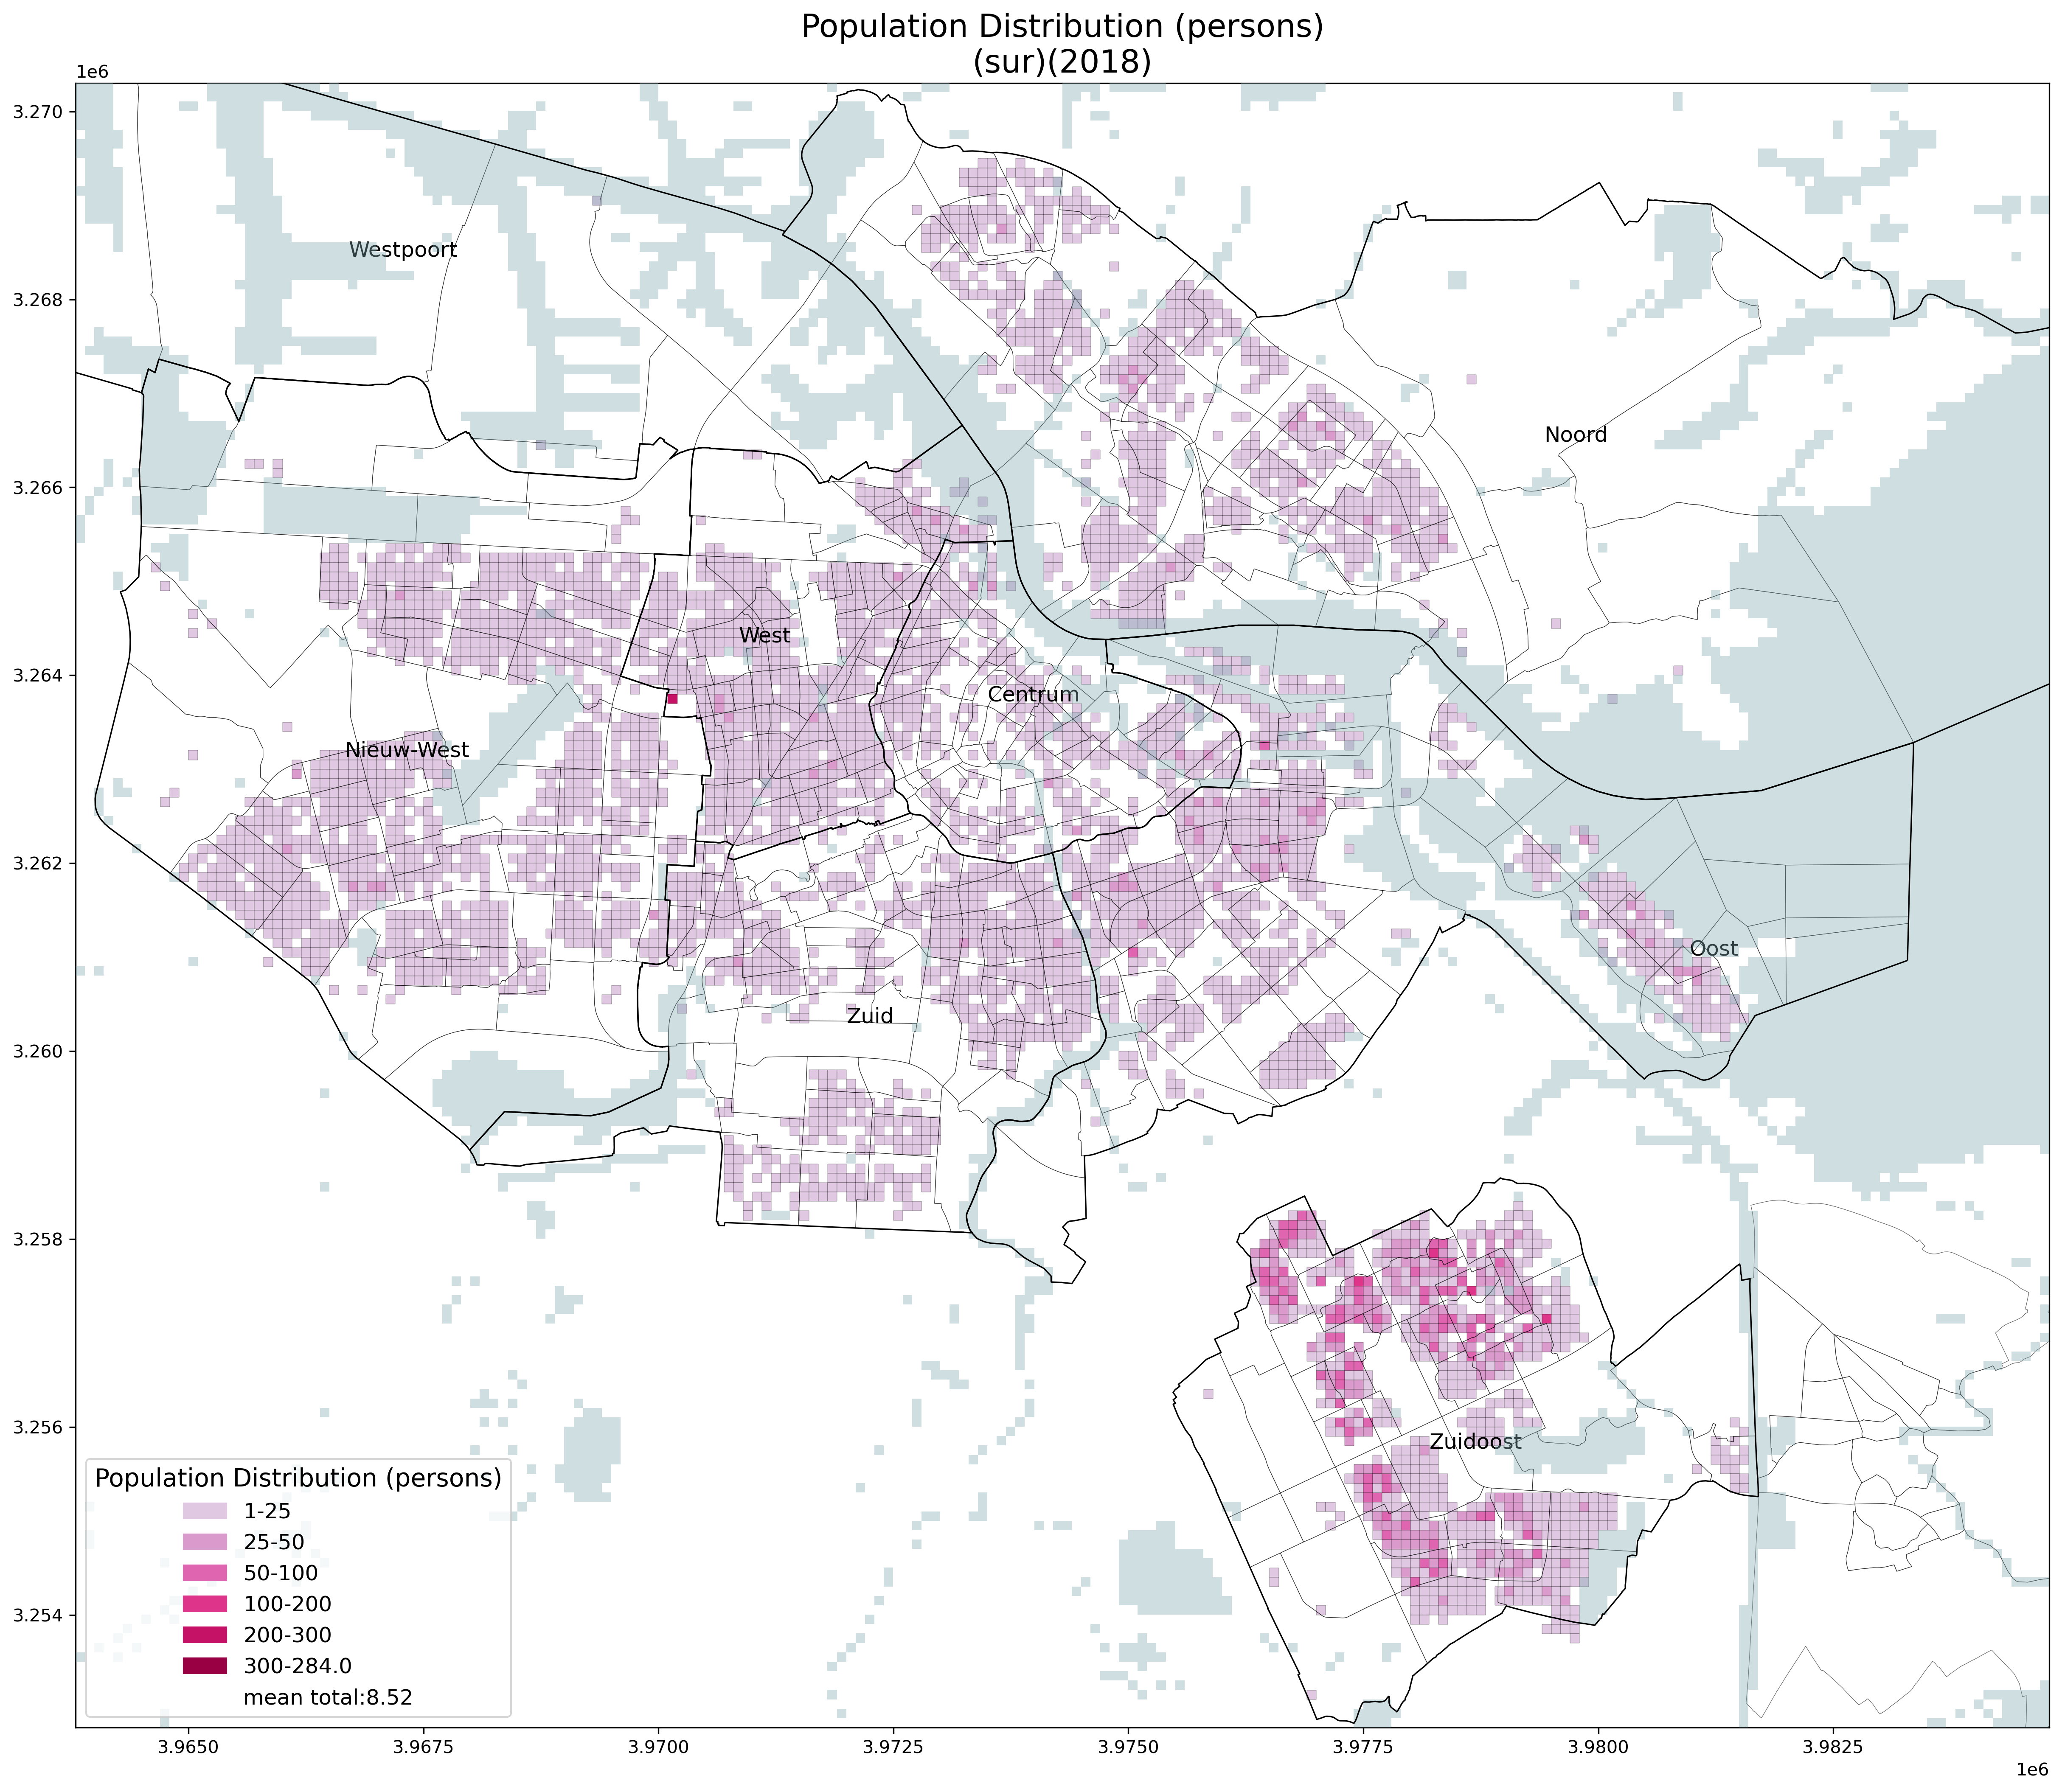 Population Distribution (persons)
(sur)(2018)
1e6
3.270
3.268
3.266
3.264
3.262
3.260
3.258
3.256
3.254
Westpoort
Noord
West
Centrum
Nieuw-West
Oost
Zuid
Zuidoost
Population Distribution (persons)
1-25
25-50
50-100
100-200
200-300
300-284.0
mean total:8.52
3.9650
3.9675
3.9700
3.9725
3.9750
3.9775
3.9800
3.9825
1e6